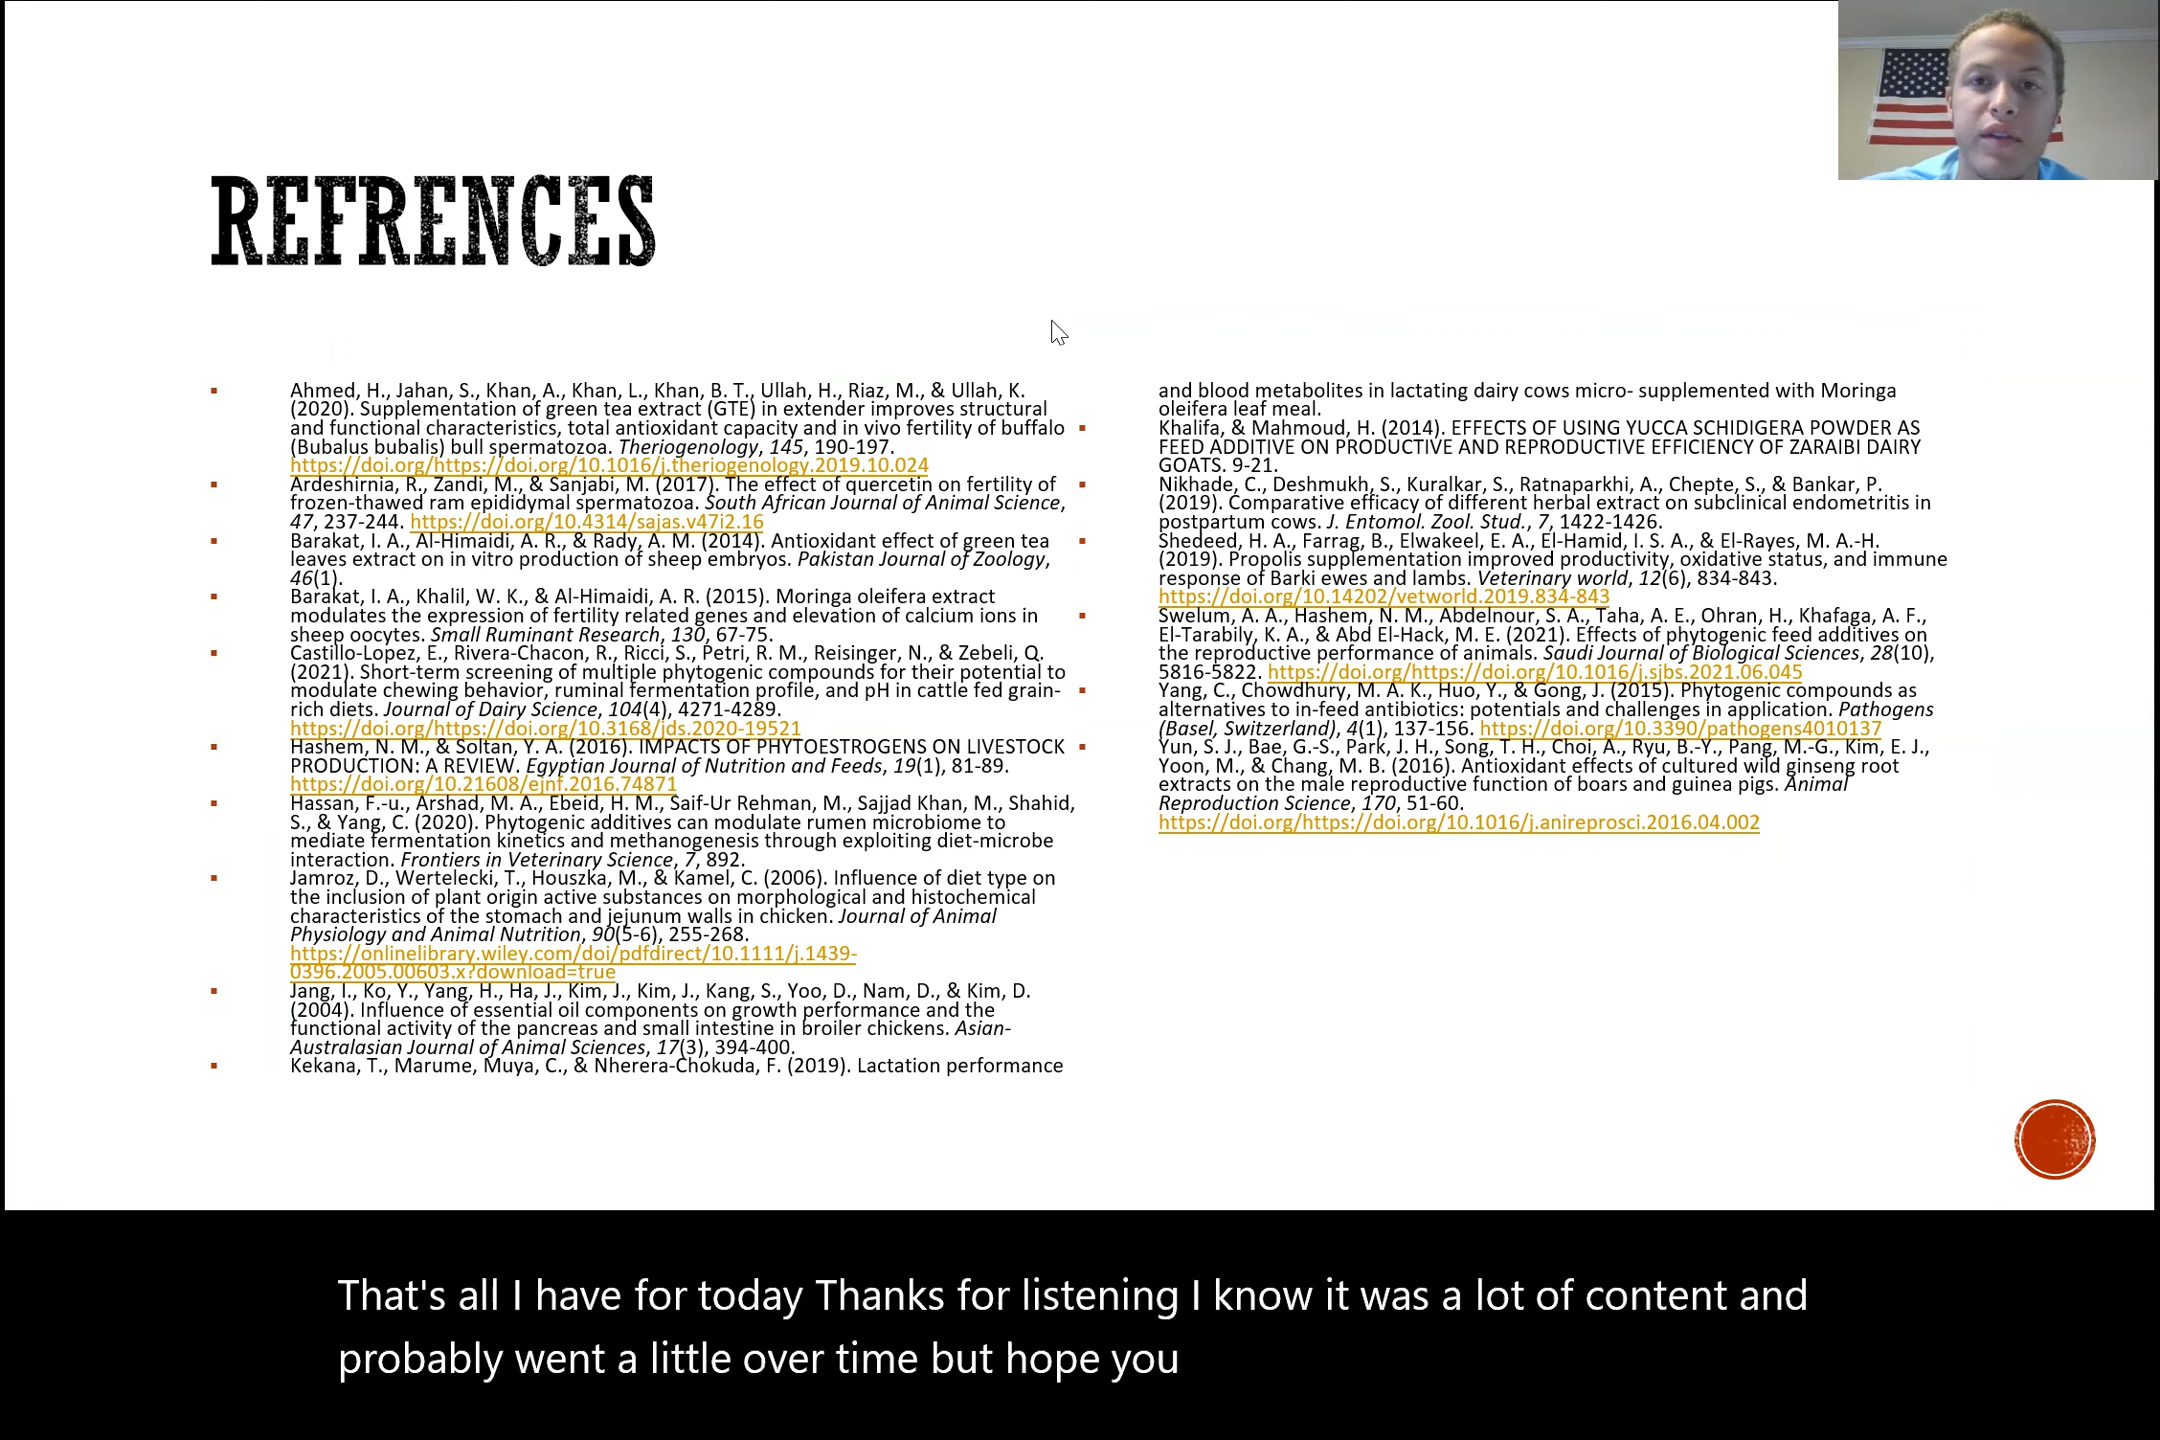 REFRENCES
Ahmed, H., Jahan, S., Khan, A., Khan, L., Khan, B. T., Ullah, H., Riaz, M., & Ullah, K.
(2020). Supplementation of green tea extract (GTE) in extender improves structural
and functional characteristics, total antioxidant capacity and in vivo fertility of buffalo
(Bubalus bubalis) bull spermatozoa. Theriogenology, 145, 190-197.
https://doi.org/https://doi.org/10.1016/j.theriogenology.2019.10.024
Ardeshirnia, R., Zandi, M., & Sanjabi, M. (2017). The effect of quercetin on fertility of
frozen-thawed ram epididymal spermatozoa. South African Journal of Animal Science,
47, 237-244. https://doi.org/10.4314/sajas.v47i2.16
Barakat, I. A., Al-Himaidi, A. R., & Rady, A. M. (2014). Antioxidant effect of green tea
leaves extract on in vitro production of sheep embryos. Pakistan Journal of Zoology,
46(1).
Barakat, I. A., Khalil, W. K., & Al-Himaidi, A. R. (2015). Moringa oleifera extract
modulates the expression of fertility related genes and elevation of calcium ions in
sheep oocytes. Small Ruminant Research, 130, 67-75.
Castillo-Lopez, E., Rivera-Chacon, R., Ricci, S., Petri, R. M., Reisinger, N., & Zebeli, Q.
(2021). Short-term screening of multiple phytogenic compounds for their potential to
modulate chewing behavior, ruminal fermentation profile, and pH in cattle fed grain-
rich diets. Journal of Dairy Science, 104(4), 4271-4289.
https://doi.org/https://doi.org/10.3168/jds.2020-19521
Hashem, N. M., & Soltan, Y. A. (2016). IMPACTS OF PHYTOESTROGENS ON LIVESTOCK
PRODUCTION: A REVIEW. Egyptian Journal of Nutrition and Feeds, 19(1), 81-89.
https://doi.org/10.21608/ejnf.2016.74871
Hassan, F.-u., Arshad, M. A., Ebeid, H. M., Saif-Ur Rehman, M., Sajjad Khan, M., Shahid,
S., & Yang, C. (2020). Phytogenic additives can modulate rumen microbiome to
mediate fermentation kinetics and methanogenesis through exploiting diet-microbe
interaction. Frontiers in Veterinary Science, 7, 892.
Jamroz, D., Wertelecki, T., Houszka, M., & Kamel, C. (2006). Influence of diet type on
the inclusion of plant origin active substances on morphological and histochemical
characteristics of the stomach and jejunum walls in chicken. Journal of Animal
Physiology and Animal Nutrition, 90(5-6), 255-268.
https://onlinelibrary.wiley.com/doi/pdfdirect/10.1111/j.1439-
0396.2005.00603.x?download=true
Jang, I., Ko, Y., Yang, H., Ha, J., Kim, J., Kim, J., Kang, S., Yoo, D., Nam, D., & Kim, D.
(2004). Influence of essential oil components on growth performance and the
functional activity of the pancreas and small intestine in broiler chickens. Asian-
Australasian Journal of Animal Sciences, 17(3), 394-400.
Kekana, T., Marume, Muya, C., & Nherera-Chokuda, F. (2019). Lactation performance
and blood metabolites in lactating dairy cows micro- supplemented with Moringa
oleifera leaf meal.
Khalifa, & Mahmoud, H. (2014). EFFECTS OF USING YUCCA SCHIDIGERA POWDER AS
FEED ADDITIVE ON PRODUCTIVE AND REPRODUCTIVE EFFICIENCY OF ZARAIBI DAIRY
GOATS. 9-21.
Nikhade, C., Deshmukh, S., Kuralkar, S., Ratnaparkhi, A., Chepte, S., & Bankar, P.
(2019). Comparative efficacy of different herbal extract on subclinical endometritis in
postpartum cows. J. Entomol. Zool. Stud., 7, 1422-1426.
Shedeed, H. A., Farrag, B., Elwakeel, E. A., El-Hamid, I. S. A., & El-Rayes, M. A.-H.
(2019). Propolis supplementation improved productivity, oxidative status, and immune
response of Barki ewes and lambs. Veterinary world, 12(6), 834-843.
https://doi.org/10.14202/vetworld.2019.834-843
Swelum, A. A., Hashem, N. M., Abdelnour, S. A., Taha, A. E., Ohran, H., Khafaga, A. F.,
El-Tarabily, K. A., & Abd El-Hack, M. E. (2021). Effects of phytogenic feed additives on
the reproductive performance of animals. Saudi Journal of Biological Sciences, 28(10),
5816-5822. https://doi.org/https://doi.org/10.1016/j.sjbs.2021.06.045
Yang, C., Chowdhury, M. A. K., Huo, Y., & Gong, J. (2015). Phytogenic compounds as
alternatives to in-feed antibiotics: potentials and challenges in application. Pathogens
(Basel, Switzerland), 4(1), 137-156. https://doi.org/10.3390/pathogens4010137
Yun, S. J., Bae, G.-S., Park, J. H., Song, T. H., Choi, A., Ryu, B.-Y., Pang, M.-G., Kim, E. J.,
Yoon, M., & Chang, M. B. (2016). Antioxidant effects of cultured wild ginseng root
extracts on the male reproductive function of boars and guinea pigs. Animal
Reproduction Science, 170, 51-60.
https://doi.org/https://doi.org/10.1016/j.anireprosci.2016.04.002
That's all I have for today Thanks for listening I know it was a lot of content and
probably went a little over time but hope you